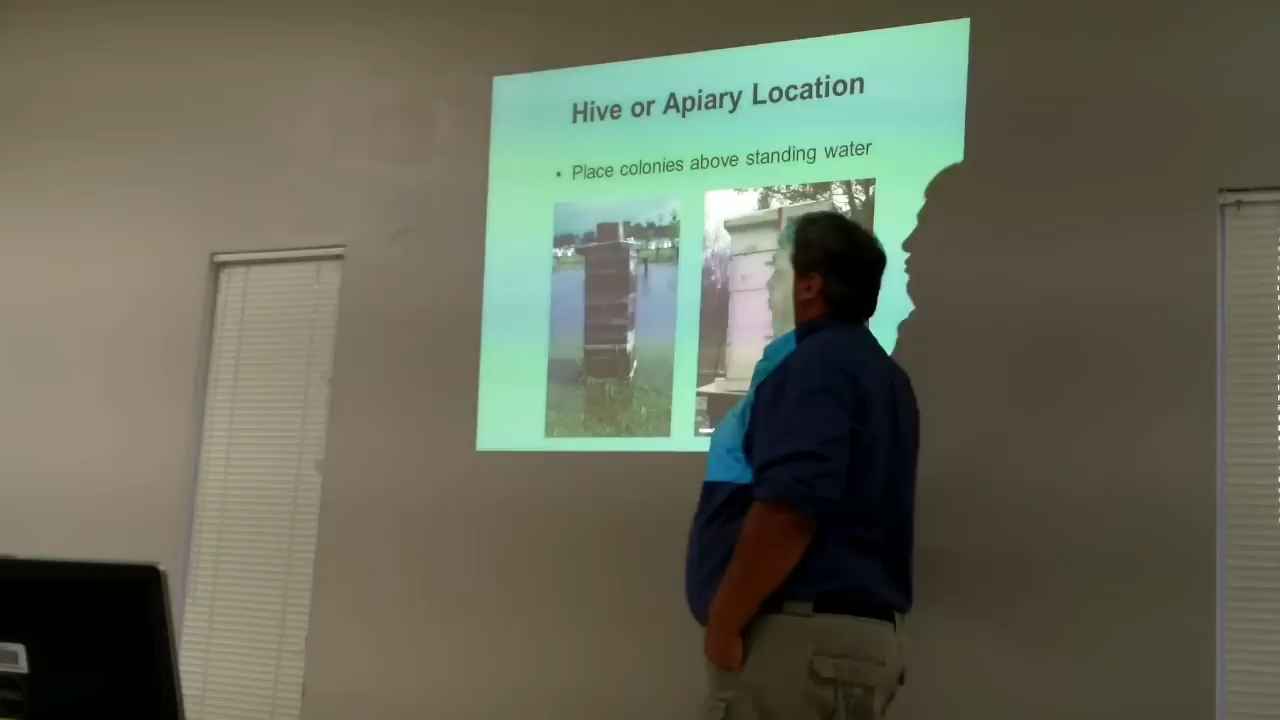 Hive or Apiary Location
• Place colonies above standing water